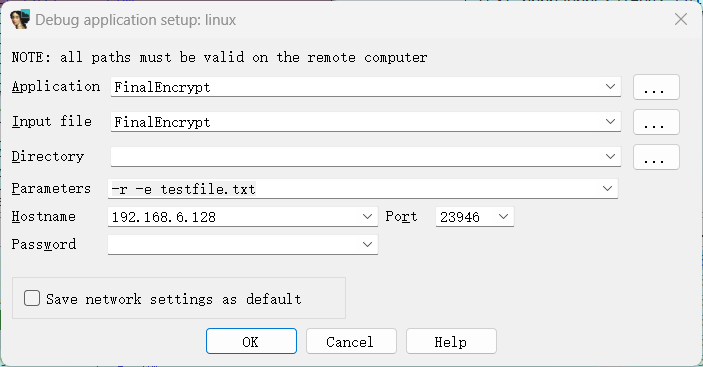 Debug application setup: linux
NOTE: all paths must be valid on the remote computer
Application FinalEncrypt ...
Input file FinalEncrypt ...
Directory ...
Parameters -r -e testfile.txt
Hostname 192.168.6.128 Port 23946
Password
Save network settings as default
OK Cancel Help